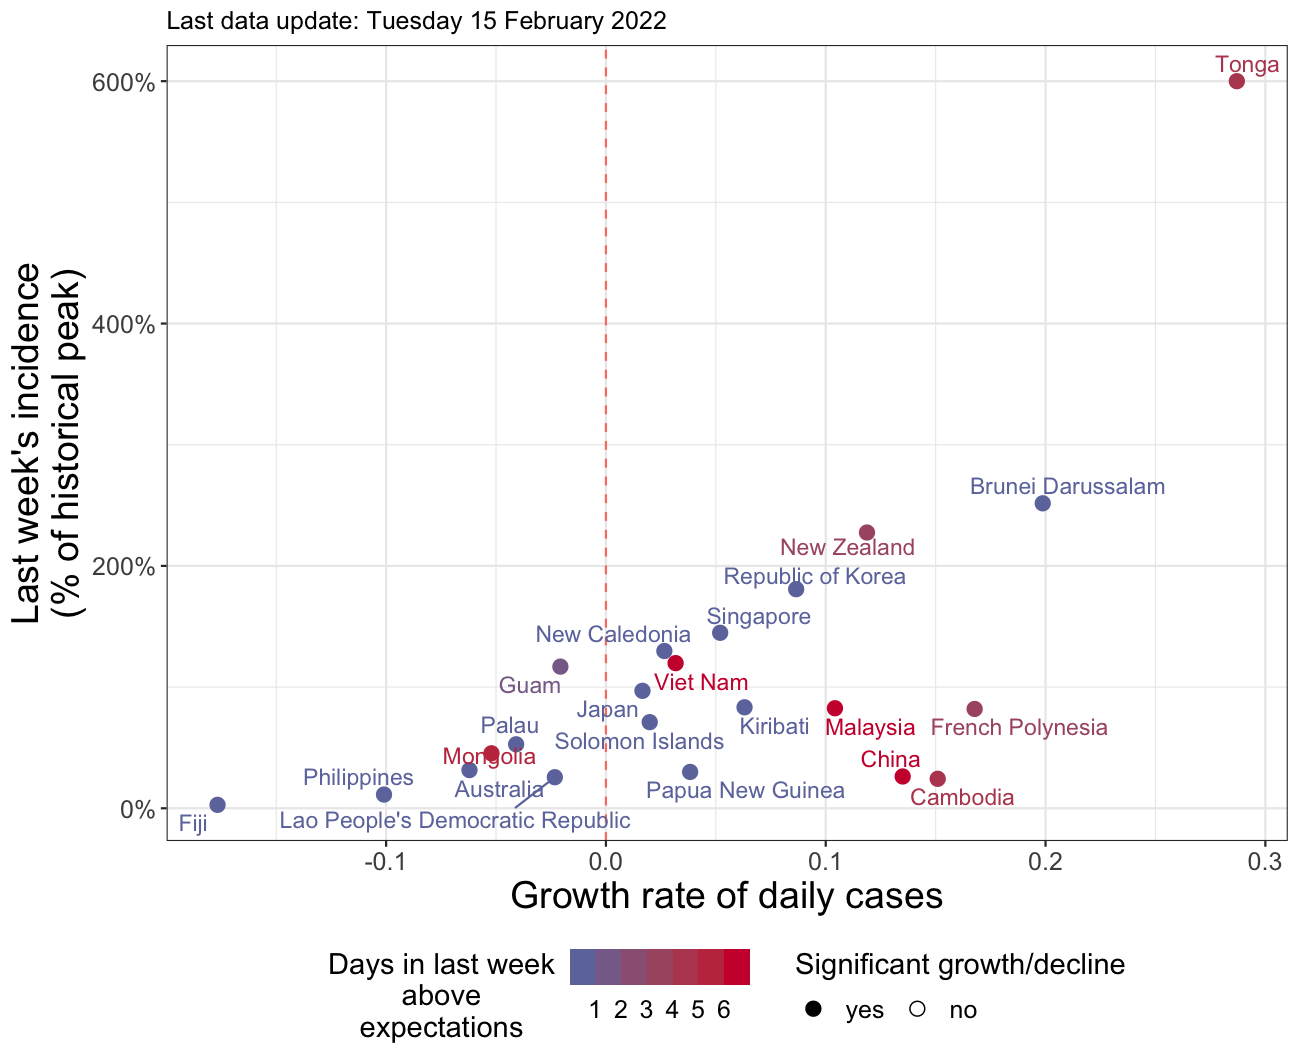 Last data update: Tuesday 15 February 2022
Last week's incidence
(% of historical peak)
600%
400%
200%
0%
Tonga
Brunei Darussalam
New Zealand
Republic of Korea
Singapore
New Caledonia
Viet Nam
Guam
Japan
Palau
Solomon Islands
Kiribati
Malaysia
French Polynesia
Mongolia
China
Philippines
Australia
Papua New Guinea
Cambodia
Lao People's Democratic Republic
Fiji
-0.1
0.0
0.1
0.2
0.3
Growth rate of daily cases
Days in last week
above
expectations
1 2 3 4 5 6
Significant growth/decline
yes no